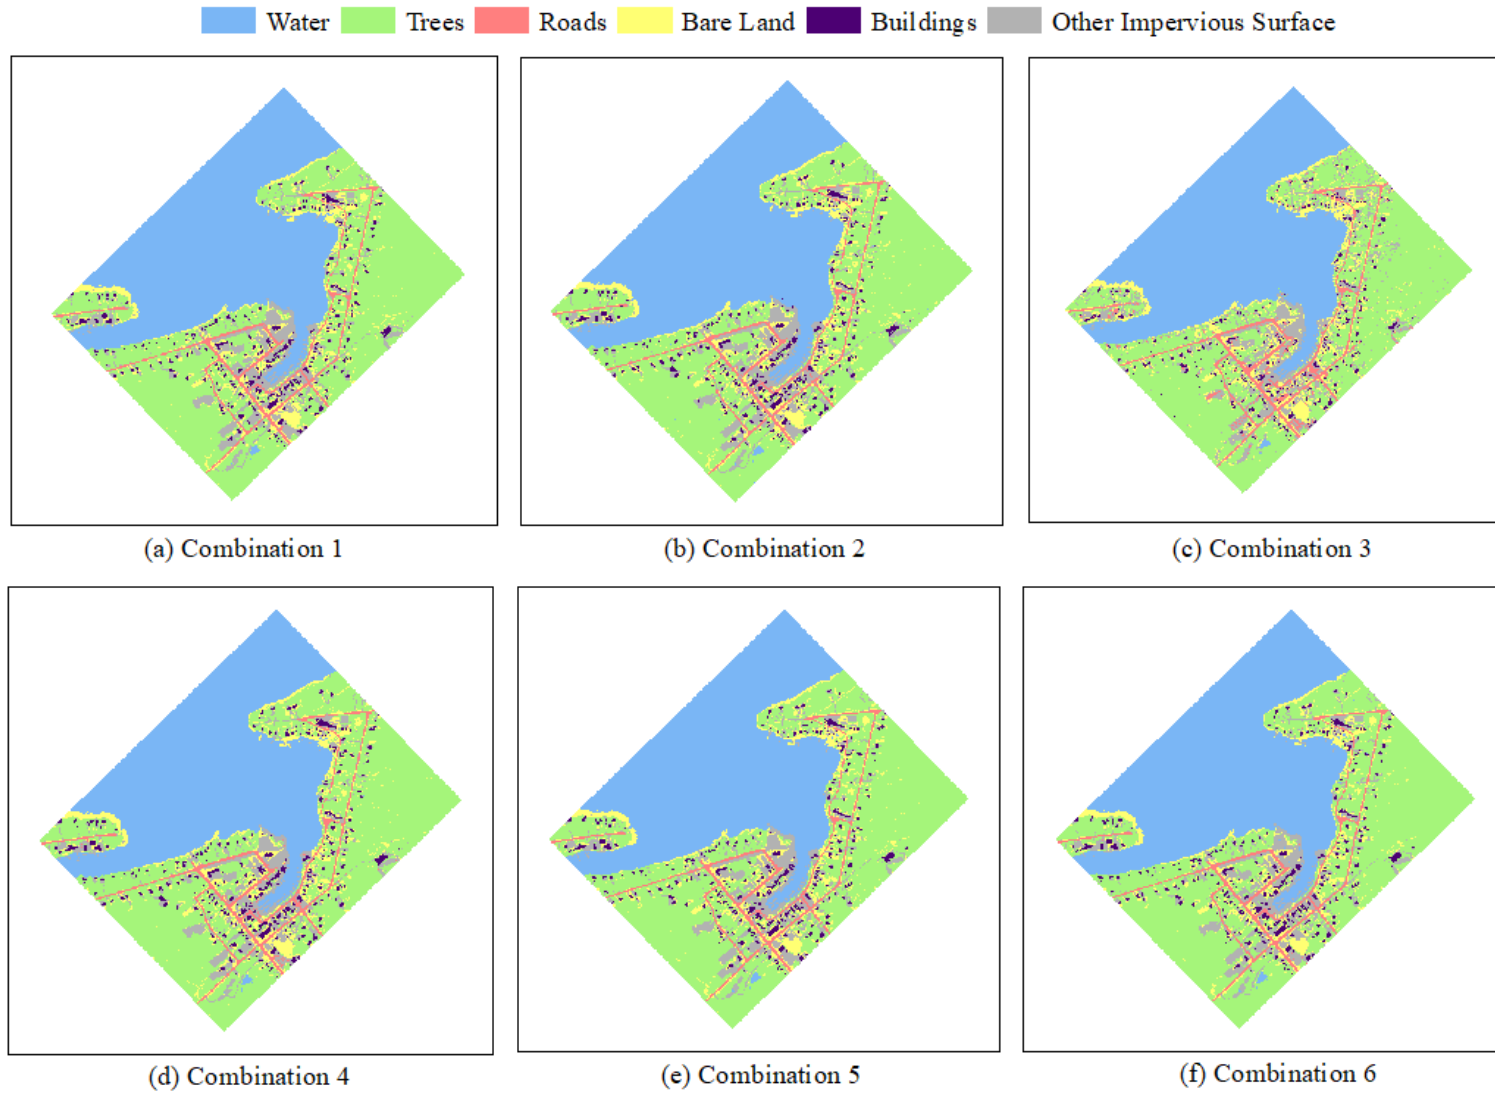 Water Trees Roads Bare Land Buildings Other Impervious Surface
(a) Combination 1 (b) Combination 2 (c) Combination 3
(d) Combination 4 (e) Combination 5 (f) Combination 6